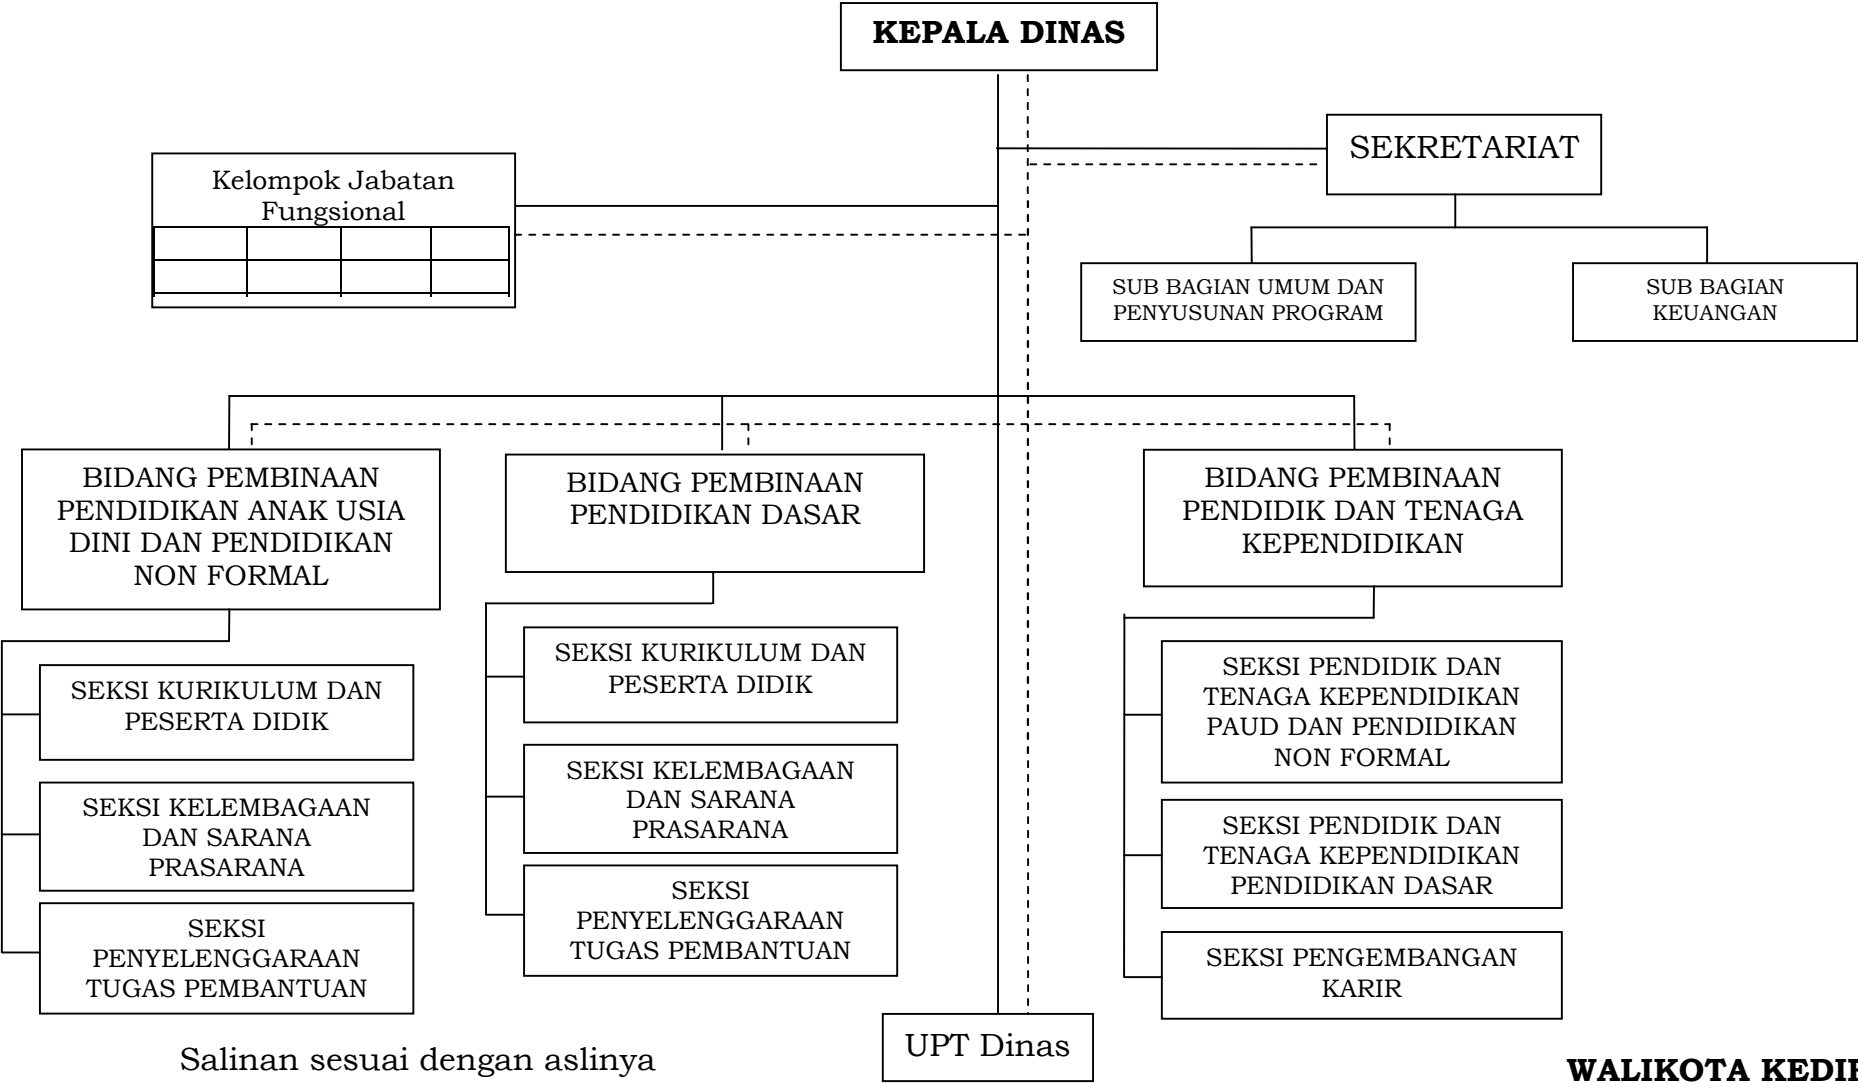 KEPALA DINAS
SEKRETARIAT
Kelompok Jabatan
Fungsional
SUB BAGIAN UMUM DAN
PENYUSUNAN PROGRAM
SUB BAGIAN
KEUANGAN
BIDANG PEMBINAAN
PENDIDIKAN ANAK USIA
DINI DAN PENDIDIKAN
NON FORMAL
SEKSI KURIKULUM DAN
PESERTA DIDIK
SEKSI KELEMBAGAAN
DAN SARANA
PRASARANA
SEKSI
PENYELENGGARAAN
TUGAS PEMBANTUAN
BIDANG PEMBINAAN
PENDIDIKAN DASAR
SEKSI KURIKULUM DAN
PESERTA DIDIK
SEKSI KELEMBAGAAN
DAN SARANA
PRASARANA
SEKSI
PENYELENGGARAAN
TUGAS PEMBANTUAN
BIDANG PEMBINAAN
PENDIDIK DAN TENAGA
KEPENDIDIKAN
SEKSI PENDIDIK DAN
TENAGA KEPENDIDIKAN
PAUD DAN PENDIDIKAN
NON FORMAL
SEKSI PENDIDIK DAN
TENAGA KEPENDIDIKAN
PENDIDIKAN DASAR
SEKSI PENGEMBANGAN
KARIR
UPT Dinas
Salinan sesuai dengan aslinya
WALIKOTA